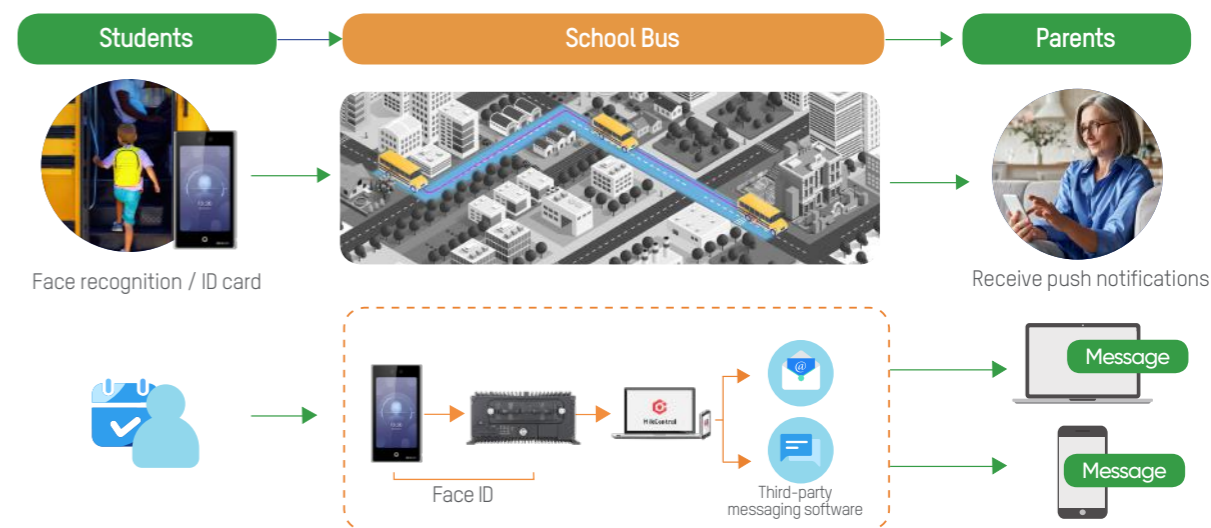 Students
School Bus
Parents
Face recognition / ID card
Receive push notifications
Message
@
Face ID
Third-party
messaging software
Message